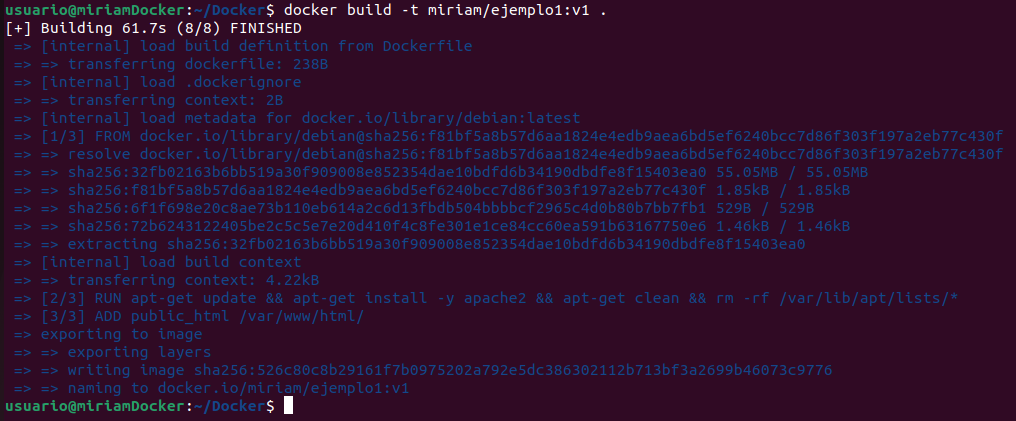 usuario@miriamDocker:~/Docker$ docker build -t miriam/ejemplo1:v1 .
[+] Building 61.7s (8/8) FINISHED
=> [internal] load build definition from Dockerfile
=> => transferring dockerfile: 238B
=> [internal] load .dockerignore
=> => transferring context: 2B
=> [internal] load metadata for docker.io/library/debian:latest
=> [1/3] FROM docker.io/library/debian@sha256:f81bf5a8b57d6aa1824e4edb9aea6bd5ef6240bcc7d86f303f197a2eb77c430f
=> => resolve docker.io/library/debian@sha256:f81bf5a8b57d6aa1824e4edb9aea6bd5ef6240bcc7d86f303f197a2eb77c430f
=> => sha256:32fb02163b6bb519a30f909008e852354dae10bdfd6b34190dbdfe8f15403ea0 55.05MB / 55.05MB
=> => sha256:f81bf5a8b57d6aa1824e4edb9aea6bd5ef6240bcc7d86f303f197a2eb77c430f 1.85kB / 1.85kB
=> => sha256:6f1f698e20c8ae73b110eb614a2c6d13fbdb504bbbbcf2965c4d0b80b7bb7fb1 529B / 529B
=> => sha256:72b6243122405be2c5c5e7e20d410f4c8fe301e1ce84cc60ea591b63167750e6 1.46kB / 1.46kB
=> => extracting sha256:32fb02163b6bb519a30f909008e852354dae10bdfd6b34190dbdfe8f15403ea0
=> [internal] load build context
=> => transferring context: 4.22kB
=> [2/3] RUN apt-get update && apt-get install -y apache2 && apt-get clean && rm -rf /var/lib/apt/lists/*
=> [3/3] ADD public_html /var/www/html/
=> exporting to image
=> => exporting layers
=> => writing image sha256:526c80c8b29161f7b0975202a792e5dc386302112b713bf3a2699b46073c9776
=> => naming to docker.io/miriam/ejemplo1:v1
usuario@miriamDocker:~/Docker$